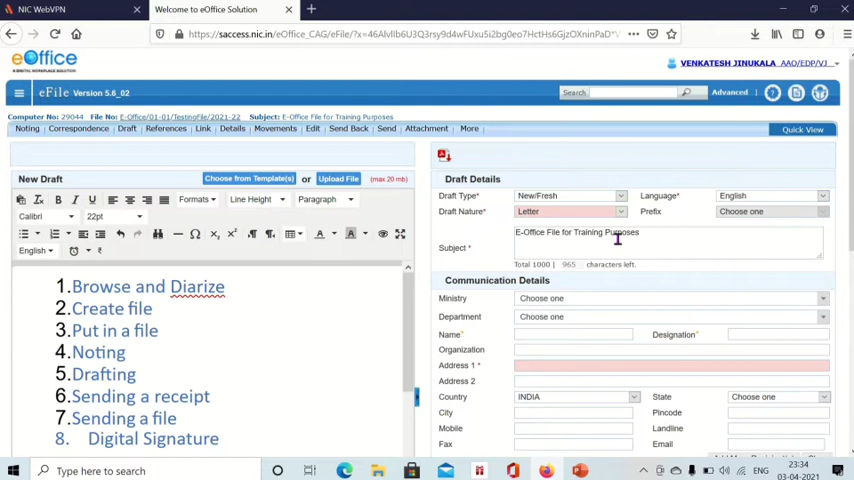 NIC WebVPN
Welcome to eOffice Solution
https://saccess.nic.in/eOffice_CAG/eFile/?x=46AlvlIb6U3Q3rsy9d4wFUxu5i2bg0eo7HctHs6GjzOXninPaD*
eOffice
A DIGITAL WORKPLACE SOLUTION
VENKATESH JINUKALA AAO/EDP/VJ
eFile Version 5.6_02
Search
Advanced
Computer No: 29044 File No: E-Office/01-01/TestngFile/2021-22 Subject: E-Office File for Training Purposes
Noting Correspondence Draft References Link Details Movements Edit Send Back Send Attachment More
Quick View
New Draft
Choose from Template(s) or Upload File (max 20 mb)
Formats Line Height Paragraph
Calibri 22pt
English
1.Browse and Diarize
2.Create file
3.Put in a file
4.Noting
5.Drafting
6.Sending a receipt
7.Sending a file
8. Digital Signature
Draft Details
Draft Type* New/Fresh Language* English
Draft Nature* Letter Prefix Choose one
Subject * E-Office File for Training Purposes
Total 1000 | 965 characters left.
Communication Details
Ministry Choose one
Department Choose one
Name* Designation*
Organization
Address 1 *
Address 2
Country INDIA State Choose one
City Pincode
Mobile Landline
Fax Email
Type here to search
ENG
23:34
03-04-2021